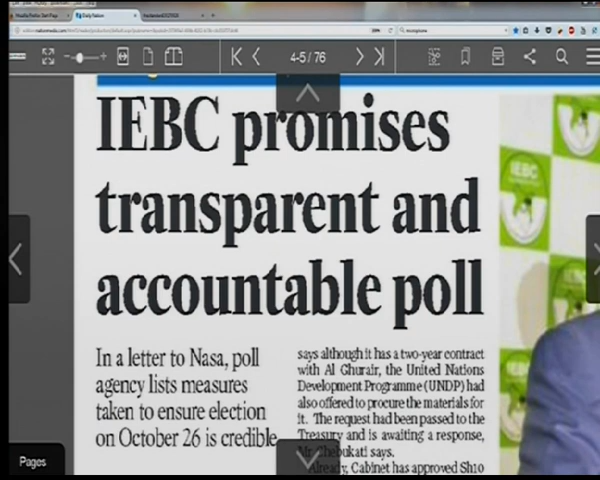 Daily Nation
4-5 / 76
IEBC promises
transparent and
accountable poll
In a letter to Nasa, poll
agency lists measures
taken to ensure election
on October 26 is credible
says although it has a two-year contract
with Al Ghurair, the United Nations
Development Programme (UNDP) had
also offered to procure the materials for
it. The request had been passed to the
Treasury and is awaiting a response,
Mr Chebukati says.
Already, Cabinet has approved Sh10
IEBC
IEBC
Pages